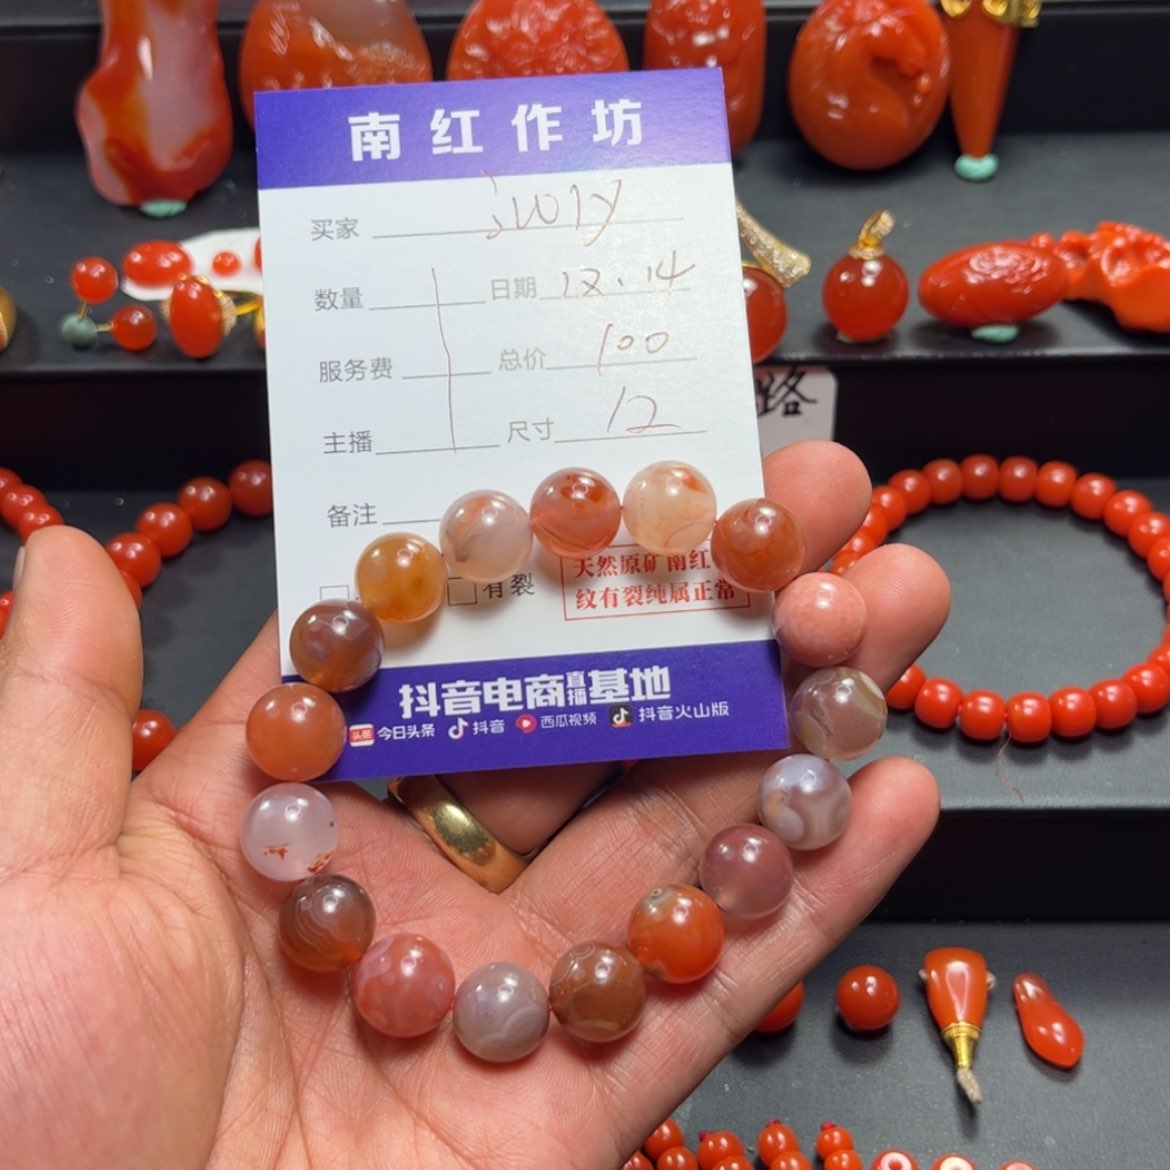 南红作坊
买家
数量 日期 12.14
服务费 总价 100
主播 尺寸 12
备注
路
有裂
天然原矿南红
纹有裂纯属正常
抖音电商直播基地
头条 今日头条 抖音 西瓜视频 抖音火山版